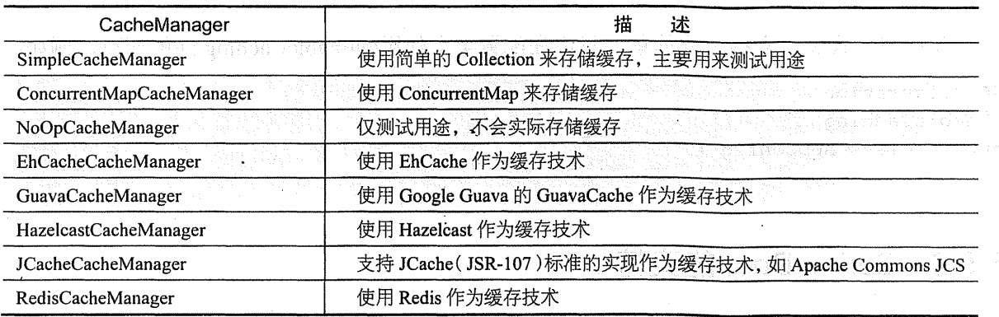 CacheManager 描 述
SimpleCacheManager 使用简单的 Collection 来存储缓存，主要用来测试用途
ConcurrentMapCacheManager 使用 ConcurrentMap 来存储缓存
NoOpCacheManager 仅测试用途，不会实际存储缓存
EhCacheCacheManager 使用 EhCache 作为缓存技术
GuavaCacheManager 使用 Google Guava 的 GuavaCache 作为缓存技术
HazelcastCacheManager 使用 Hazelcast 作为缓存技术
JCacheCacheManager 支持 JCache（JSR-107）标准的实现作为缓存技术，如 Apache Commons JCS
RedisCacheManager 使用 Redis 作为缓存技术